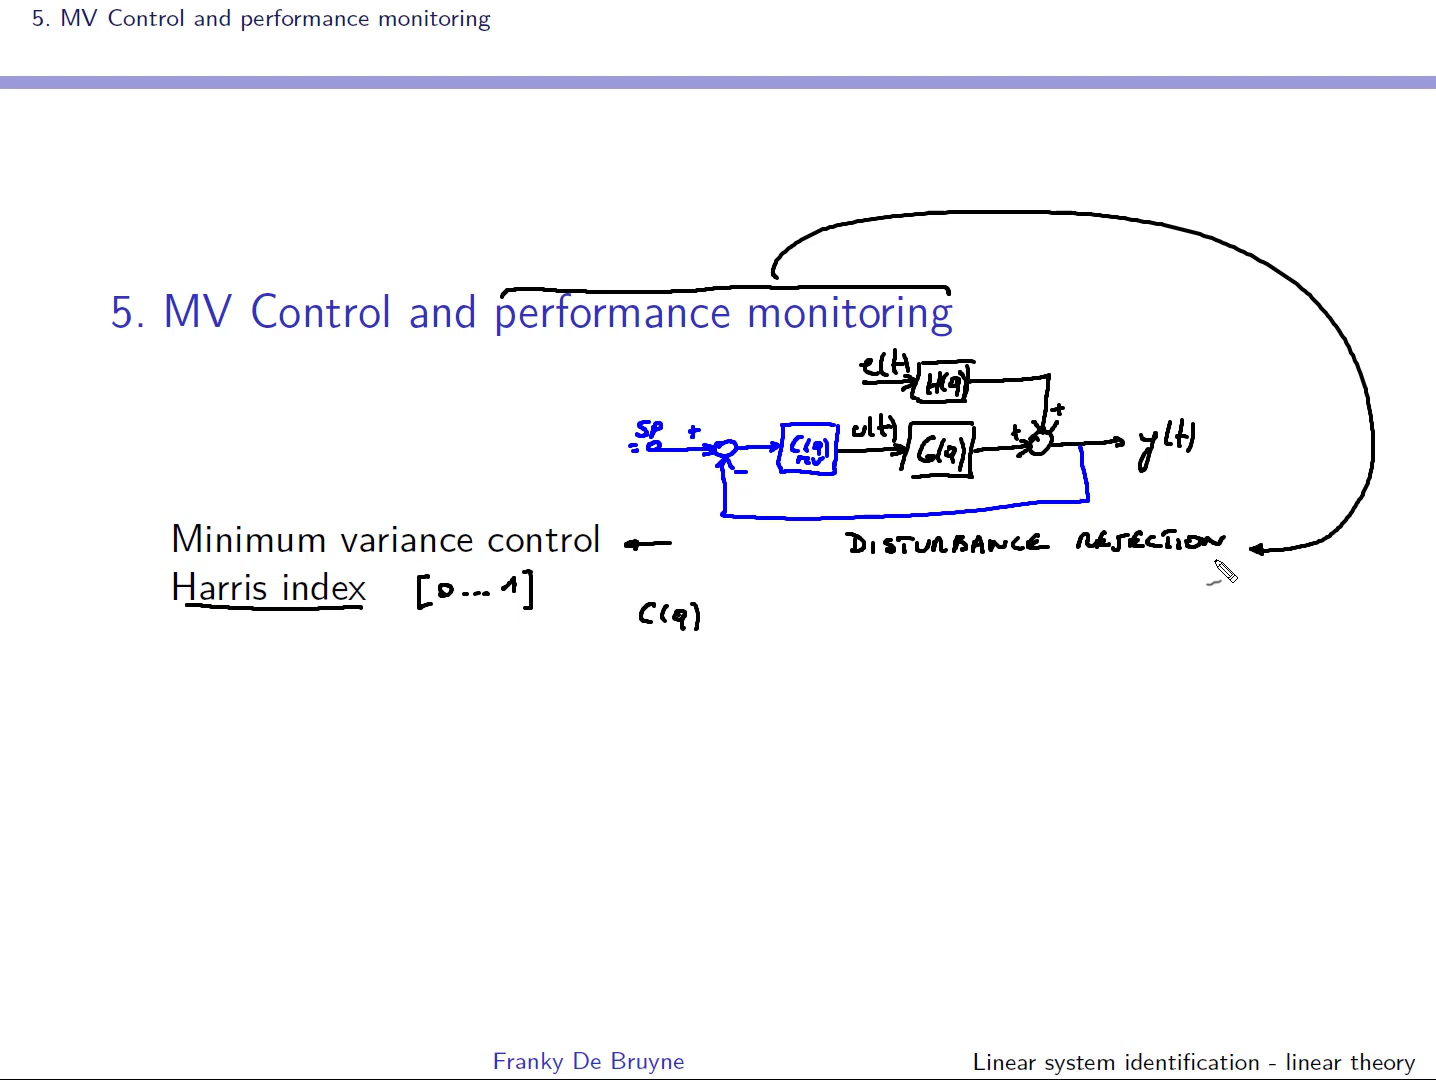 5. MV Control and performance monitoring
5. MV Control and performance monitoring
e(t)
H(q)
+
SP = 0
+
C(q)
MV
u(t)
G(q)
+
y(t)
-
Minimum variance control
DISTURBANCE REJECTION
Harris index [0...1]
C(q)
Franky De Bruyne
Linear system identification - linear theory